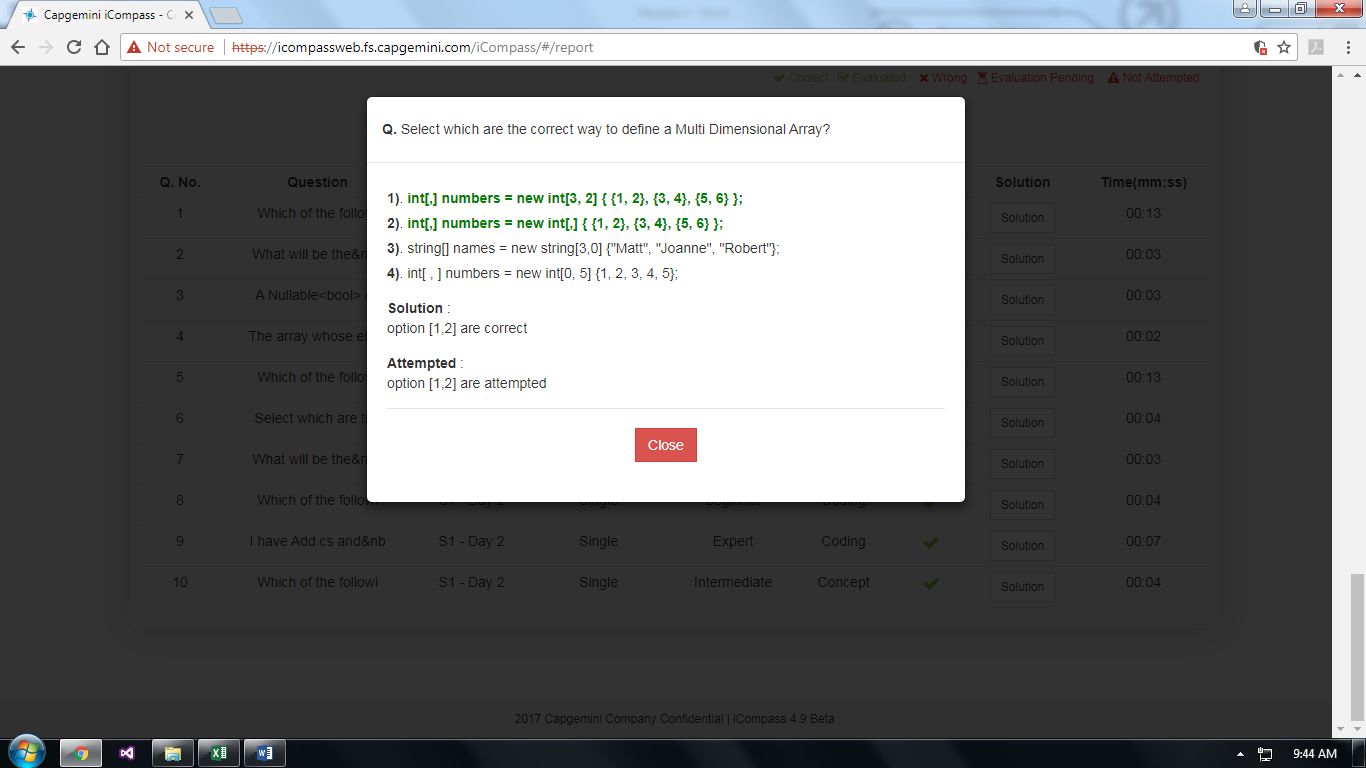 Capgemini iCompass - C
Not secure | https://icompassweb.fs.capgemini.com/iCompass/#/report
Correct Evaluated Wrong Evaluation Pending Not Attempted
Q. Select which are the correct way to define a Multi Dimensional Array?
Q. No. Question Solution Time(mm:ss)
1). int[,] numbers = new int[3, 2] { {1, 2}, {3, 4}, {5, 6} };
2). int[,] numbers = new int[,] { {1, 2}, {3, 4}, {5, 6} };
3). string[] names = new string[3,0] {"Matt", "Joanne", "Robert"};
4). int[ , ] numbers = new int[0, 5] {1, 2, 3, 4, 5};
Solution :
option [1,2] are correct
Attempted :
option [1,2] are attempted
Close
1 Which of the follo Solution 00:13
2 What will be the&n Solution 00:03
3 A Nullable<bool> Solution 00:03
4 The array whose el Solution 00:02
5 Which of the follo Solution 00:13
6 Select which are t Solution 00:04
7 What will be the&n Solution 00:03
8 Which of the follo S1 - Day 2 Single Beginner Coding Solution 00:04
9 I have Add.cs and&nb S1 - Day 2 Single Expert Coding Solution 00:07
10 Which of the followi S1 - Day 2 Single Intermediate Concept Solution 00:04
2017 Capgemini Company Confidential | iCompass 4.9 Beta
9:44 AM